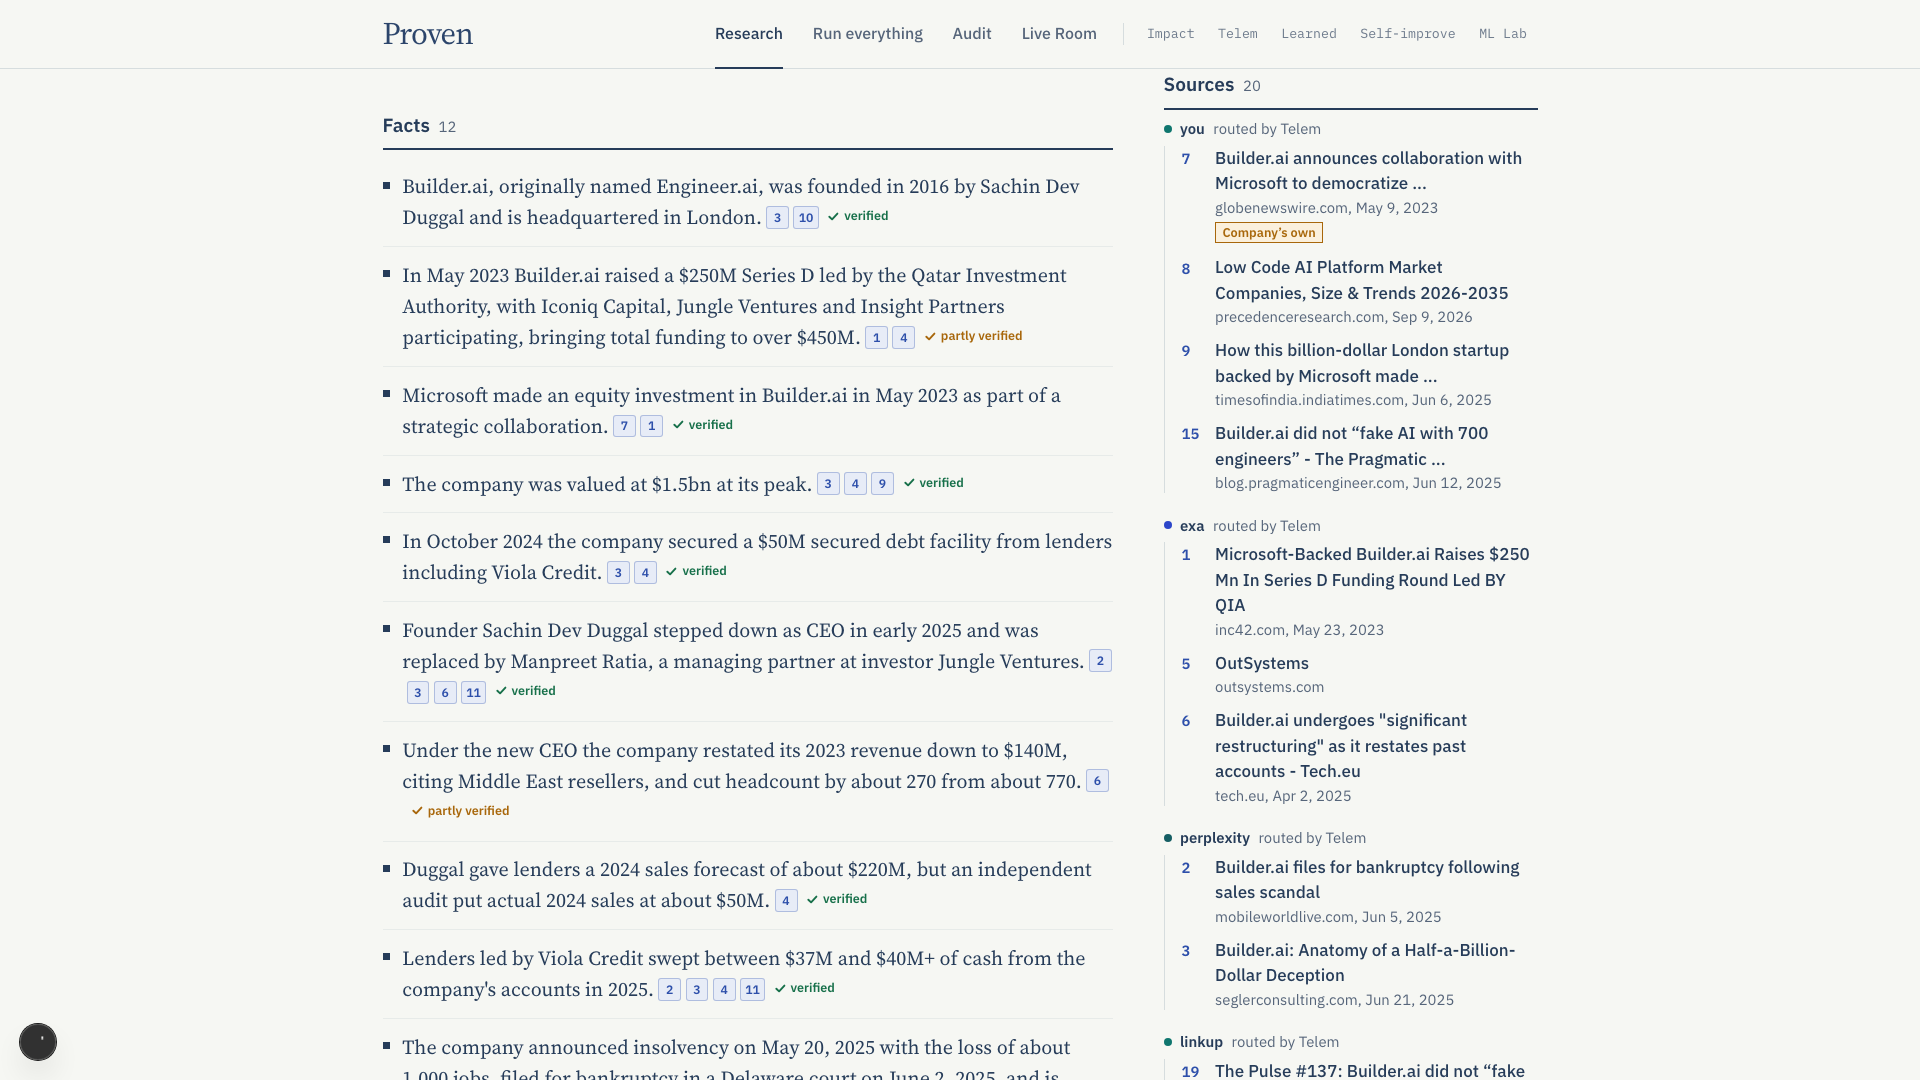 Proven
Research
Run everything
Audit
Live Room
Impact
Telem
Learned
Self-improve
ML Lab
Facts 12
Builder.ai, originally named Engineer.ai, was founded in 2016 by Sachin Dev
Duggal and is headquartered in London. 3 10 ✓ verified
In May 2023 Builder.ai raised a $250M Series D led by the Qatar Investment
Authority, with Iconiq Capital, Jungle Ventures and Insight Partners
participating, bringing total funding to over $450M. 1 4 ✓ partly verified
Microsoft made an equity investment in Builder.ai in May 2023 as part of a
strategic collaboration. 7 1 ✓ verified
The company was valued at $1.5bn at its peak. 3 4 9 ✓ verified
In October 2024 the company secured a $50M secured debt facility from lenders
including Viola Credit. 3 4 ✓ verified
Founder Sachin Dev Duggal stepped down as CEO in early 2025 and was
replaced by Manpreet Ratia, a managing partner at investor Jungle Ventures. 2
3 6 11 ✓ verified
Under the new CEO the company restated its 2023 revenue down to $140M,
citing Middle East resellers, and cut headcount by about 270 from about 770. 6
✓ partly verified
Duggal gave lenders a 2024 sales forecast of about $220M, but an independent
audit put actual 2024 sales at about $50M. 4 ✓ verified
Lenders led by Viola Credit swept between $37M and $40M+ of cash from the
company's accounts in 2025. 2 3 4 11 ✓ verified
The company announced insolvency on May 20, 2025 with the loss of about
1,000 jobs, filed for bankruptcy in a Delaware court on June 2, 2025, and is
Sources 20
you routed by Telem
7 Builder.ai announces collaboration with
Microsoft to democratize ...
globenewswire.com, May 9, 2023
Company's own
8 Low Code AI Platform Market
Companies, Size & Trends 2026-2035
precedenceresearch.com, Sep 9, 2026
9 How this billion-dollar London startup
backed by Microsoft made ...
timesofindia.indiatimes.com, Jun 6, 2025
15 Builder.ai did not “fake AI with 700
engineers” - The Pragmatic ...
blog.pragmaticengineer.com, Jun 12, 2025
exa routed by Telem
1 Microsoft-Backed Builder.ai Raises $250
Mn In Series D Funding Round Led BY
QIA
inc42.com, May 23, 2023
5 OutSystems
outsystems.com
6 Builder.ai undergoes "significant
restructuring" as it restates past
accounts - Tech.eu
tech.eu, Apr 2, 2025
perplexity routed by Telem
2 Builder.ai files for bankruptcy following
sales scandal
mobileworldlive.com, Jun 5, 2025
3 Builder.ai: Anatomy of a Half-a-Billion-
Dollar Deception
seglerconsulting.com, Jun 21, 2025
linkup routed by Telem
19 The Pulse #137: Builder.ai did not “fake